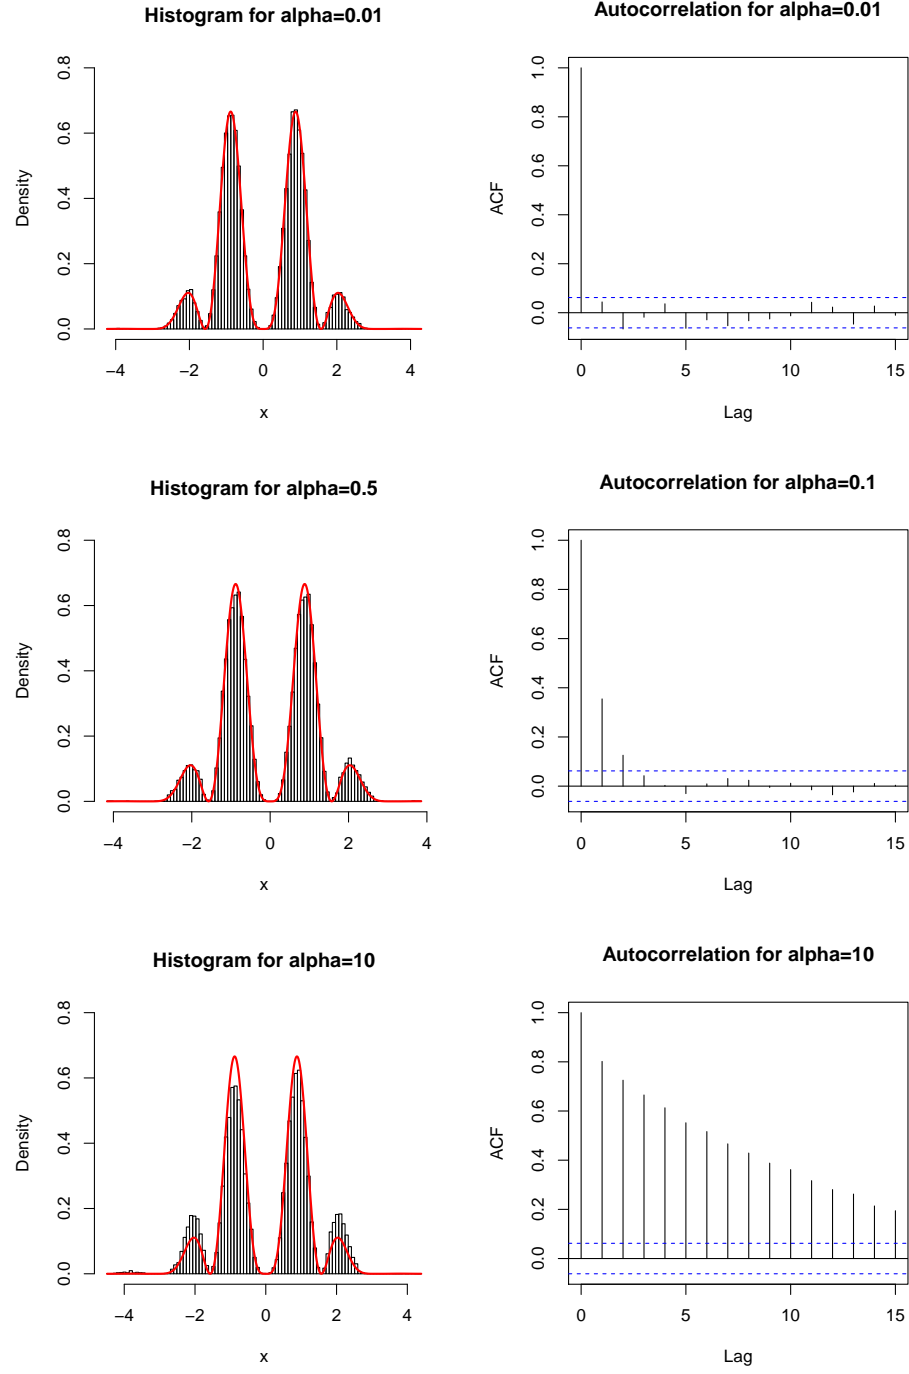 Histogram for alpha=0.01
Density
0.0 0.2 0.4 0.6 0.8
−4 −2 0 2 4
x
Autocorrelation for alpha=0.01
ACF
0.0 0.2 0.4 0.6 0.8 1.0
0 5 10 15
Lag
Histogram for alpha=0.5
Density
0.0 0.2 0.4 0.6 0.8
−4 −2 0 2 4
x
Autocorrelation for alpha=0.1
ACF
0.0 0.2 0.4 0.6 0.8 1.0
0 5 10 15
Lag
Histogram for alpha=10
Density
0.0 0.2 0.4 0.6 0.8
−4 −2 0 2 4
x
Autocorrelation for alpha=10
ACF
0.0 0.2 0.4 0.6 0.8 1.0
0 5 10 15
Lag